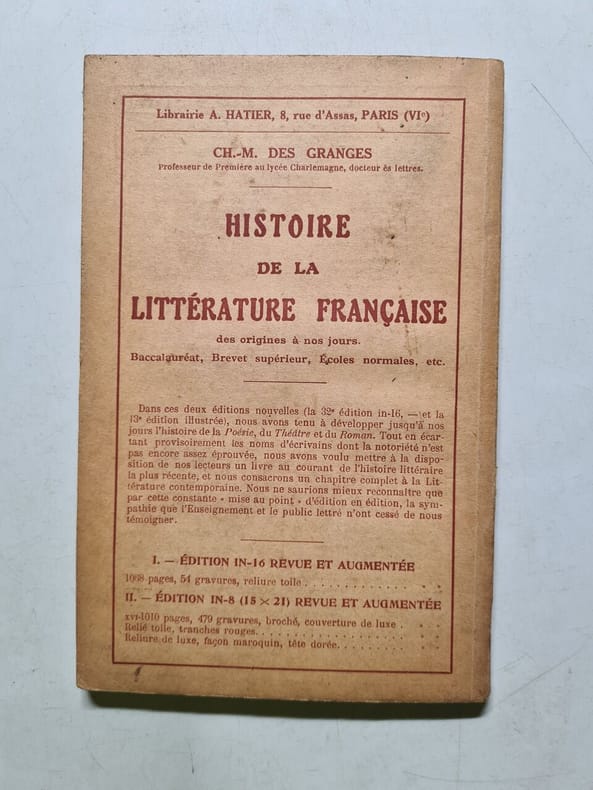 Librairie A. HATIER, 8, rue d'Assas, PARIS (VIe)
CH.-M. DES GRANGES
Professeur de Première au lycée Charlemagne, docteur ès lettres.
HISTOIRE
DE LA
LITTÉRATURE FRANÇAISE
des origines à nos jours.
Baccalauréat, Brevet supérieur, Écoles normales, etc.
Dans ces deux éditions nouvelles (la 32e édition in-16, — et la
13e édition illustrée), nous avons tenu à développer jusqu'à nos
jours l'histoire de la Poésie, du Théâtre et du Roman. Tout en écar-
tant provisoirement les noms d'écrivains dont la notoriété n'est
pas encore assez éprouvée, nous avons voulu mettre à la dispo-
sition de nos lecteurs un livre au courant de l'histoire littéraire
la plus récente, et nous consacrons un chapitre complet à la Lit-
térature contemporaine. Nous ne saurions mieux reconnaître que
par cette constante « mise au point » d'édition en édition, la sym-
pathie que l'Enseignement et le public lettré n'ont cessé de nous
témoigner.
I. — ÉDITION IN-16 REVUE ET AUGMENTÉE
1068 pages, 54 gravures, reliure toile . . . . . . . . . . . . . . . .
II. — ÉDITION IN-8 (15 × 21) REVUE ET AUGMENTÉE
xvi-1010 pages, 479 gravures, broché, couverture de luxe .
Relié toile, tranches rouges. . . . . . . . . . . . . . . . . . . .
Reliure de luxe, façon maroquin, tête dorée. . . . . . . . .